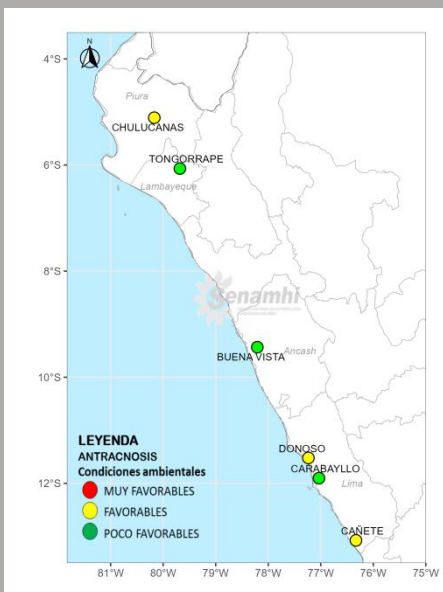 N
4°S
Piura
CHULUCANAS
TONGORRAPE
6°S
Lambayeque
8°S
Senamhi
BUENA VISTA
Ancash
10°S
DONOSO
CARABAYLLO
Lima
12°S
CAÑETE
LEYENDA
ANTRACNOSIS
Condiciones ambientales
MUY FAVORABLES
FAVORABLES
POCO FAVORABLES
81°W 80°W 79°W 78°W 77°W 76°W 75°W